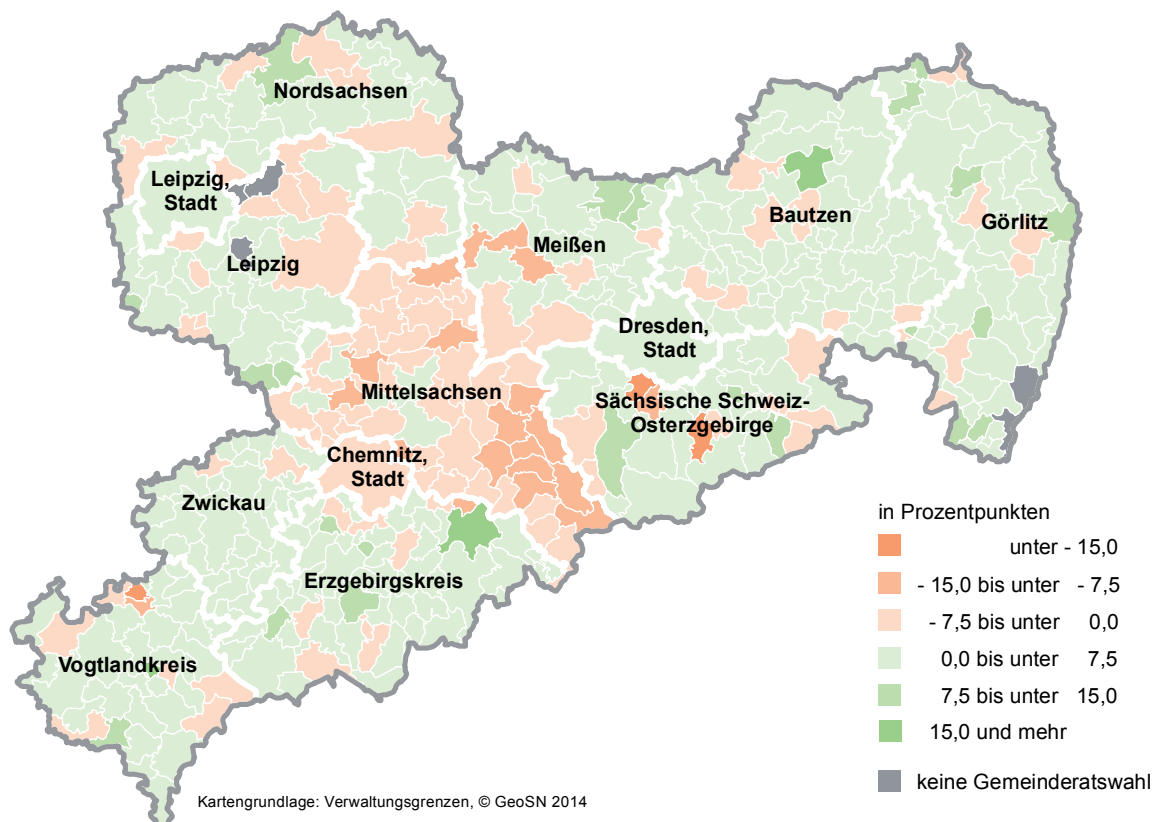 Nordsachsen
Leipzig,
Stadt
Leipzig
Meißen
Bautzen
Görlitz
Dresden,
Stadt
Mittelsachsen
Sächsische Schweiz-
Osterzgebirge
Chemnitz,
Stadt
Zwickau
Erzgebirgskreis
Vogtlandkreis
in Prozentpunkten
unter - 15,0
- 15,0 bis unter - 7,5
- 7,5 bis unter 0,0
0,0 bis unter 7,5
7,5 bis unter 15,0
15,0 und mehr
keine Gemeinderatswahl
Kartengrundlage: Verwaltungsgrenzen, © GeoSN 2014